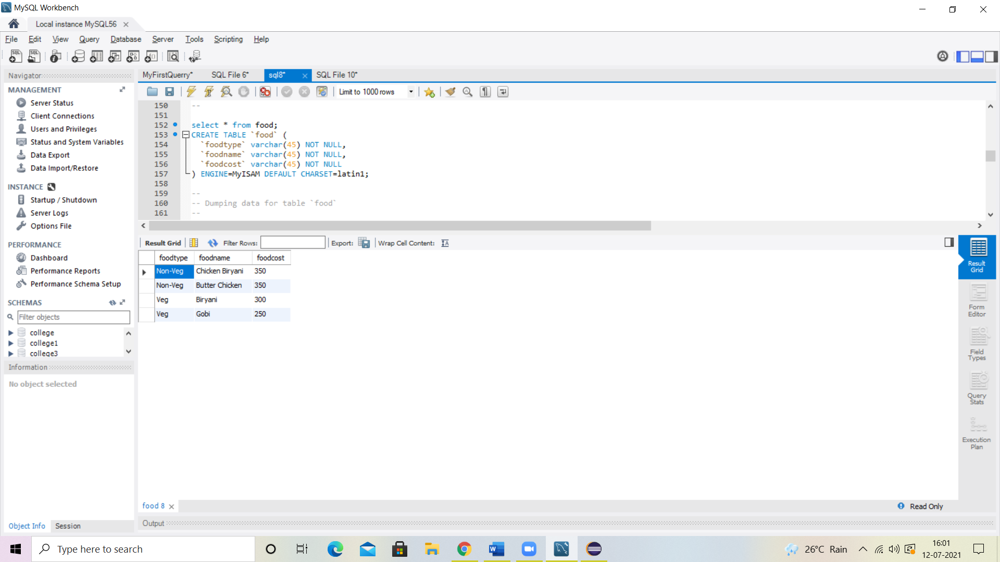 MySQL Workbench
Local instance MySQL56
File Edit View Query Database Server Tools Scripting Help
Navigator
MyFirstQuerry* SQL File 6* sql8* SQL File 10*
MANAGEMENT
Server Status
Client Connections
Users and Privileges
Status and System Variables
Data Export
Data Import/Restore
INSTANCE
Startup / Shutdown
Server Logs
Options File
PERFORMANCE
Dashboard
Performance Reports
Performance Schema Setup
SCHEMAS
Filter objects
college
college1
college3
Information
No object selected
Object Info Session
Limit to 1000 rows
150 --
151
152 select * from food;
153 CREATE TABLE `food` (
154 `foodtype` varchar(45) NOT NULL,
155 `foodname` varchar(45) NOT NULL,
156 `foodcost` varchar(45) NOT NULL
157 ) ENGINE=MyISAM DEFAULT CHARSET=latin1;
158
159 --
160 -- Dumping data for table `food`
161 --
Result Grid Filter Rows: Export: Wrap Cell Content:
foodtype foodname foodcost
Non-Veg Chicken Biryani 350
Non-Veg Butter Chicken 350
Veg Biryani 300
Veg Gobi 250
Result
Grid
Form
Editor
Field
Types
Query
Stats
Execution
Plan
food 8
Read Only
Output
Type here to search
26°C Rain
16:01
12-07-2021